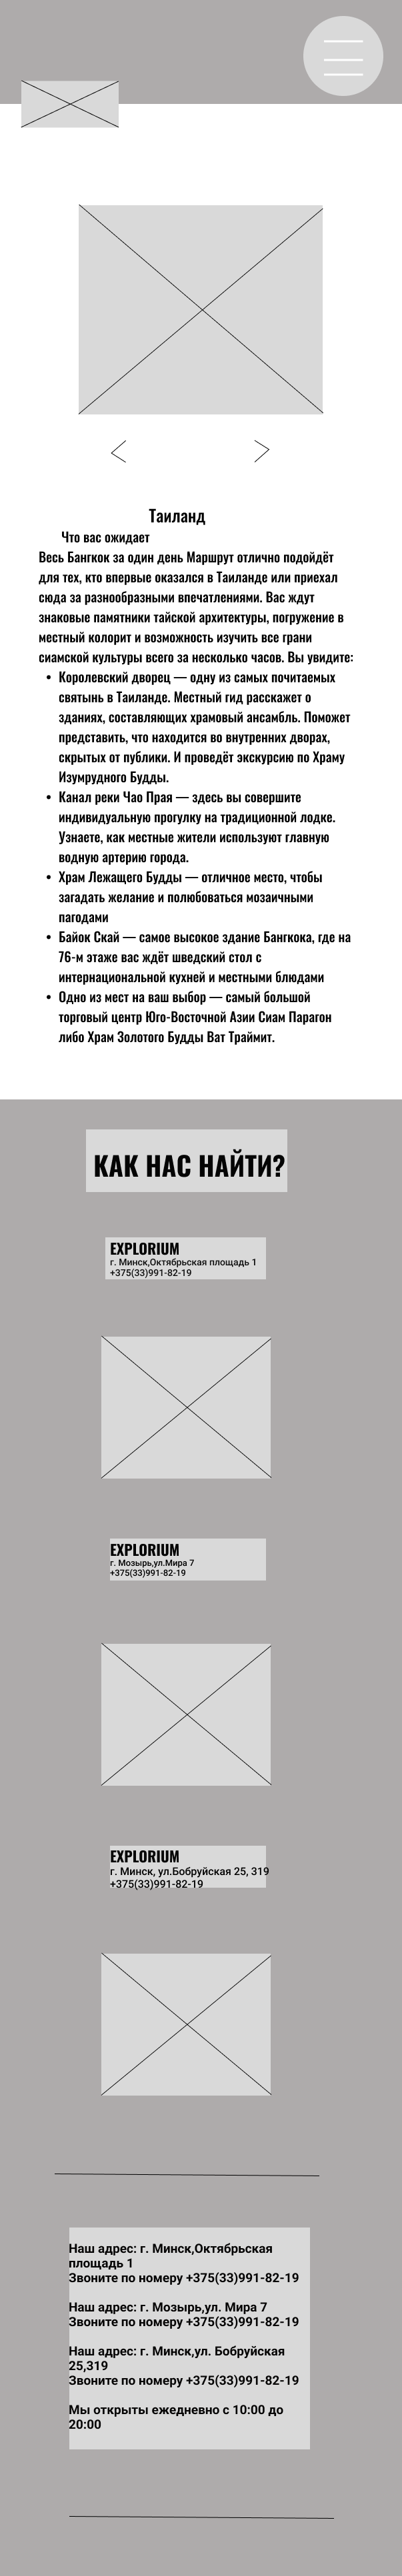 Таиланд
Что вас ожидает
Весь Бангкок за один день Маршрут отлично подойдёт
для тех, кто впервые оказался в Таиланде или приехал
сюда за разнообразными впечатлениями. Вас ждут
знаковые памятники тайской архитектуры, погружение в
местный колорит и возможность изучить все грани
сиамской культуры всего за несколько часов. Вы увидите:
• Королевский дворец — одну из самых почитаемых
святынь в Таиланде. Местный гид расскажет о
зданиях, составляющих храмовый ансамбль. Поможет
представить, что находится во внутренних дворах,
скрытых от публики. И проведёт экскурсию по Храму
Изумрудного Будды.
• Канал реки Чао Прая — здесь вы совершите
индивидуальную прогулку на традиционной лодке.
Узнаете, как местные жители используют главную
водную артерию города.
• Храм Лежащего Будды — отличное место, чтобы
загадать желание и полюбоваться мозаичными
пагодами
• Байок Скай — самое высокое здание Бангкока, где на
76-м этаже вас ждёт шведский стол с
интернациональной кухней и местными блюдами
• Одно из мест на ваш выбор — самый большой
торговый центр Юго-Восточной Азии Сиам Парагон
либо Храм Золотого Будды Ват Траймит.
КАК НАС НАЙТИ?
EXPLORIUM
г. Минск,Октябрьская площадь 1
+375(33)991-82-19
EXPLORIUM
г. Мозырь,ул.Мира 7
+375(33)991-82-19
EXPLORIUM
г. Минск, ул.Бобруйская 25, 319
+375(33)991-82-19
Наш адрес: г. Минск,Октябрьская
площадь 1
Звоните по номеру +375(33)991-82-19
Наш адрес: г. Мозырь,ул. Мира 7
Звоните по номеру +375(33)991-82-19
Наш адрес: г. Минск,ул. Бобруйская
25,319
Звоните по номеру +375(33)991-82-19
Мы открыты ежедневно с 10:00 до
20:00